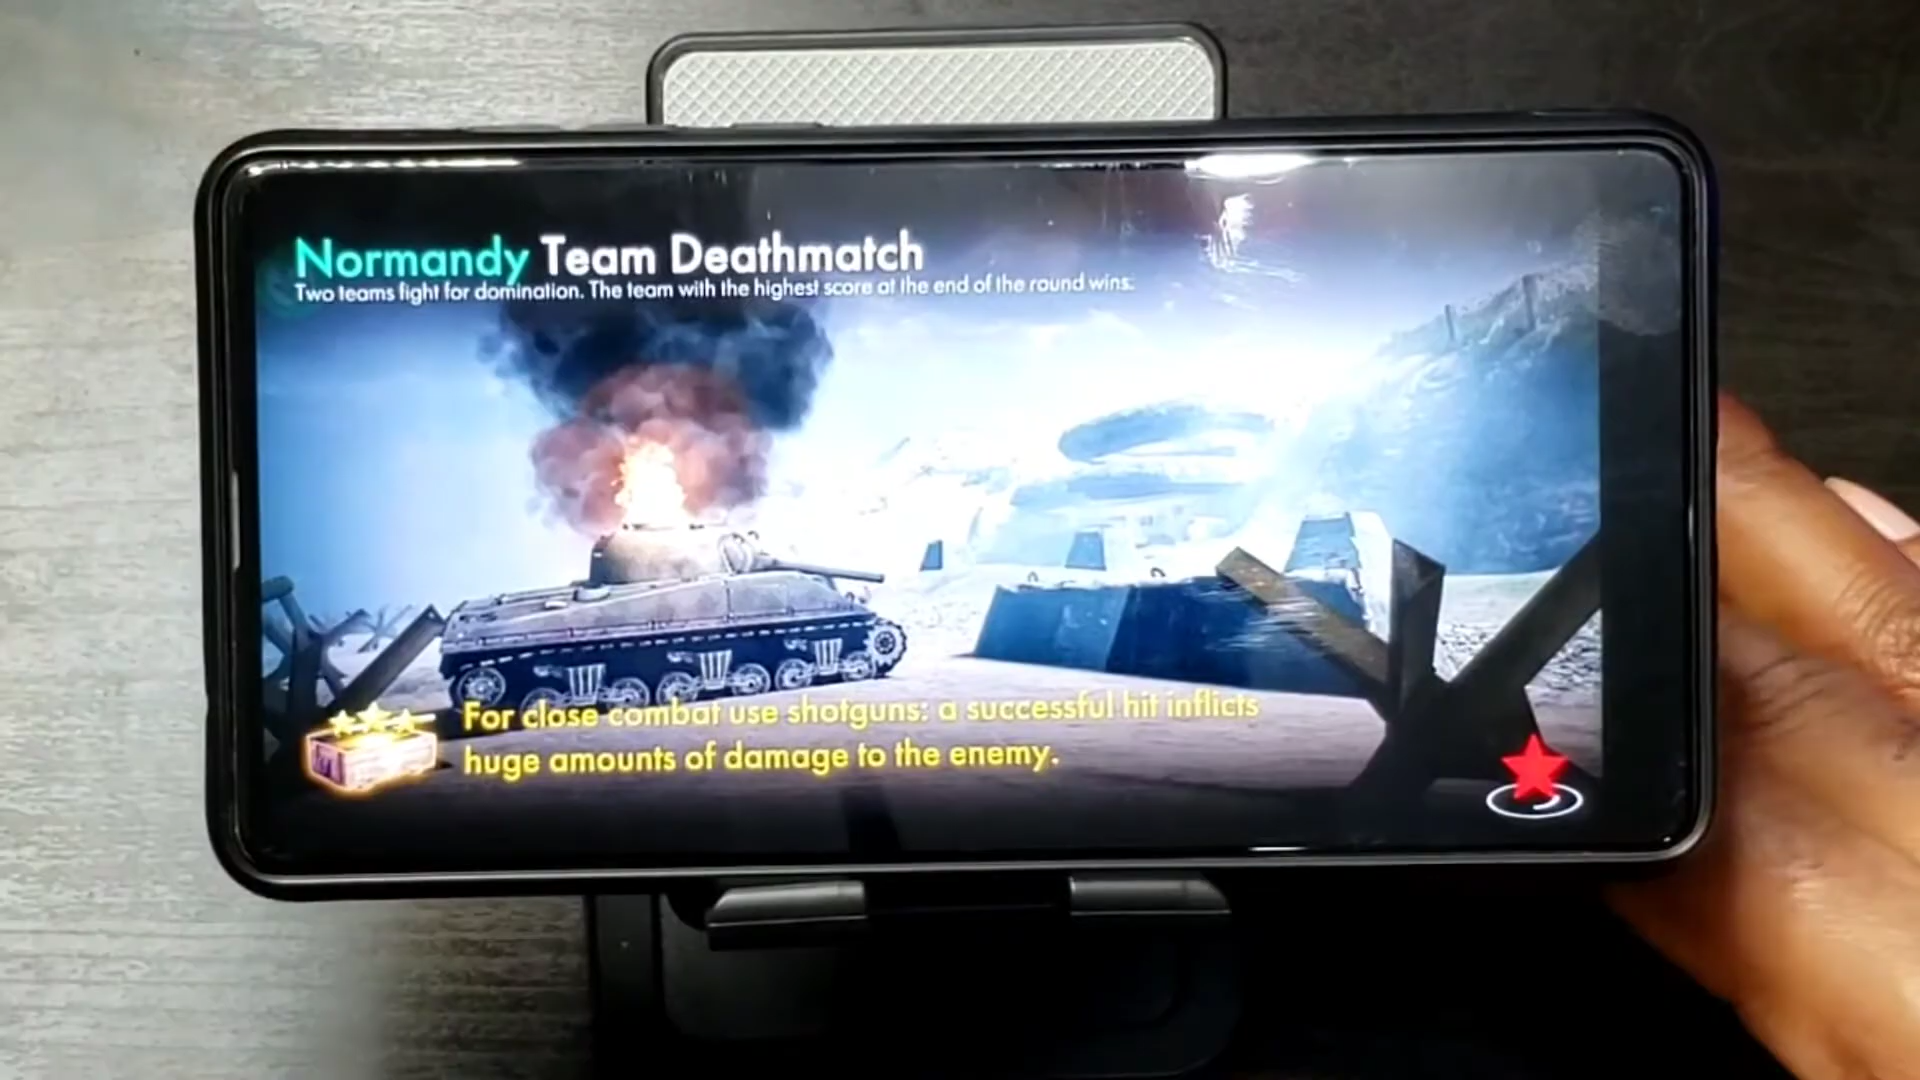 Normandy Team Deathmatch
Two teams fight for domination. The team with the highest score at the end of the round wins.
For close combat use shotguns: a successful hit inflicts
huge amounts of damage to the enemy.